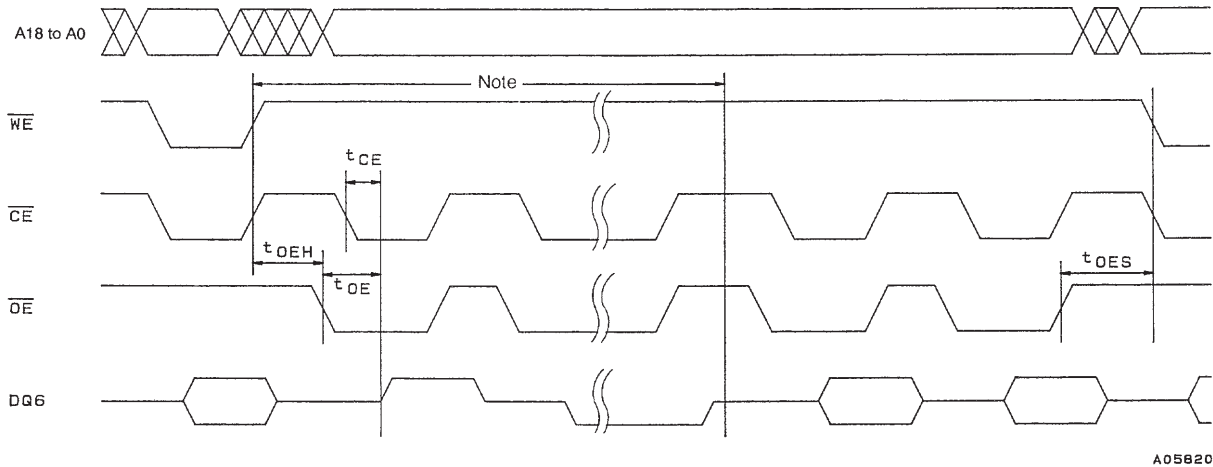 A18 to A0
Note
WE
tCE
CE
tOEH
tOE
tOES
OE
DQ6
A05820